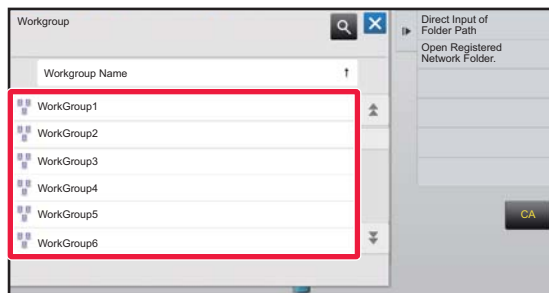 Workgroup
Workgroup Name
WorkGroup1
WorkGroup2
WorkGroup3
WorkGroup4
WorkGroup5
WorkGroup6
Direct Input of
Folder Path
Open Registered
Network Folder.
CA